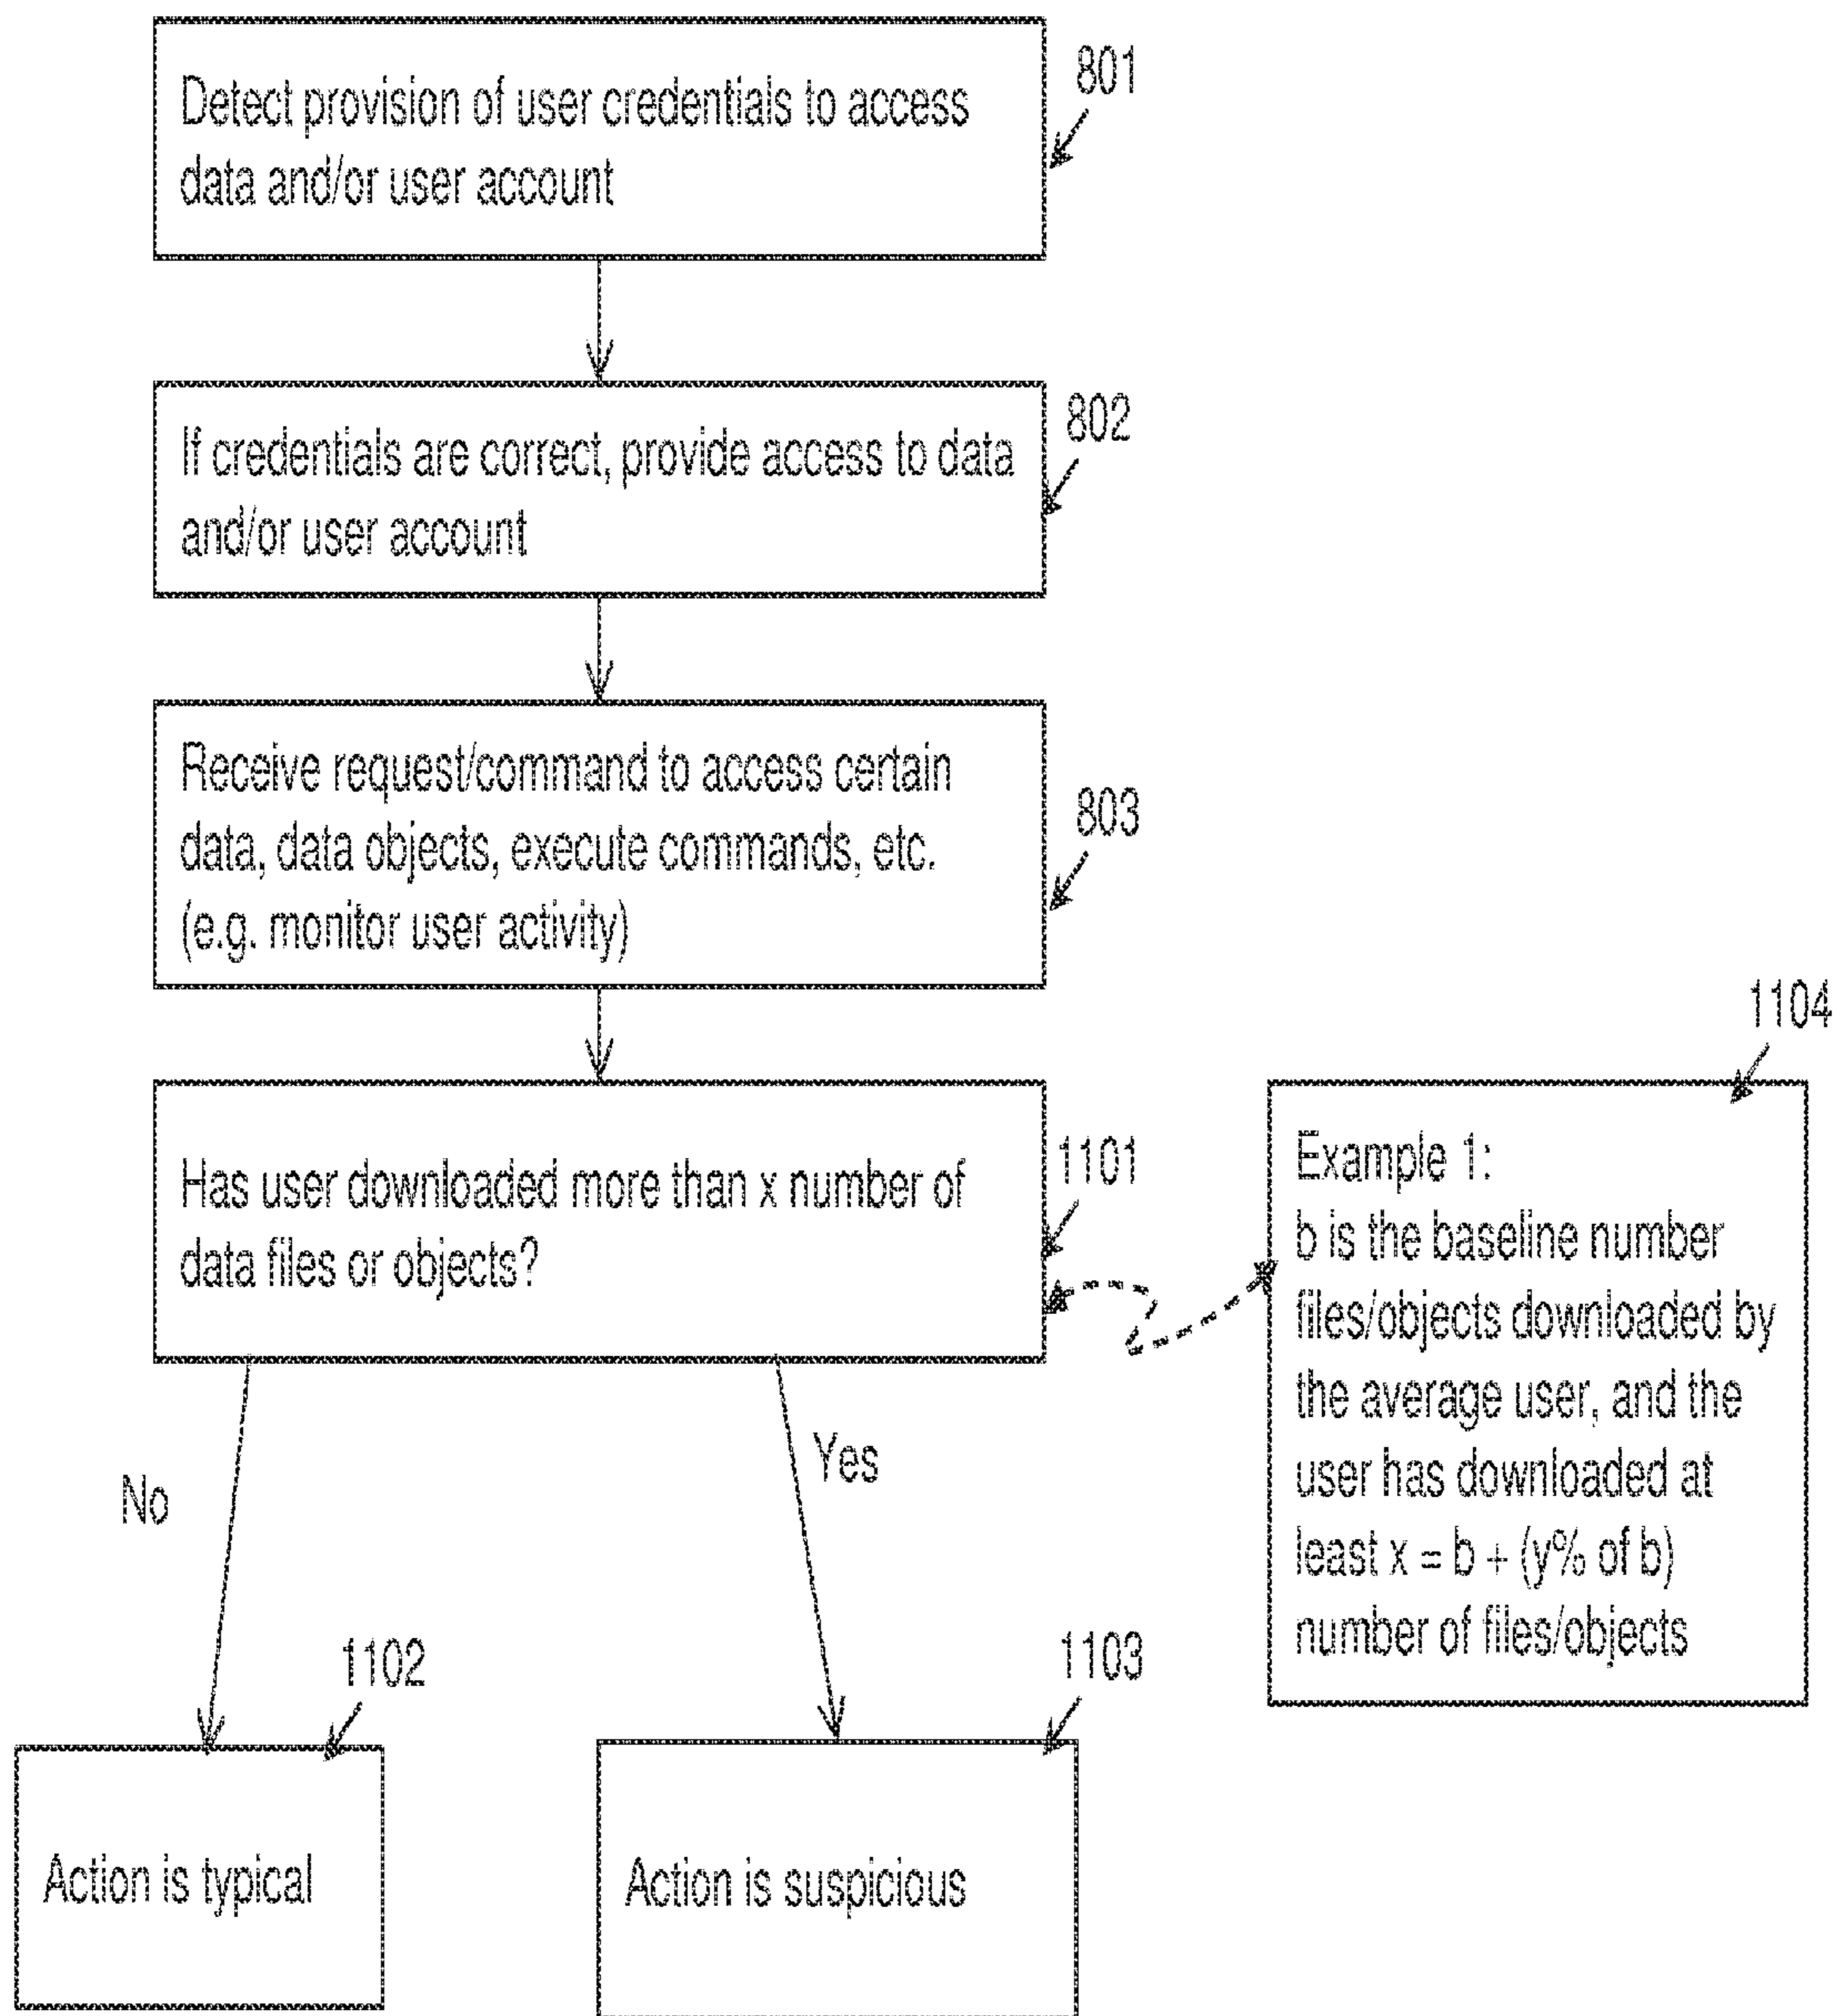 Detect provision of user credentials to access
data and/or user account
801
If credentials are correct, provide access to data
and/or user account
802
Receive request/command to access certain
data, data objects, execute commands, etc.
(e.g. monitor user activity)
803
Has user downloaded more than x number of
data files or objects?
1101
1104
Example 1:
b is the baseline number
files/objects downloaded by
the average user, and the
user has downloaded at
least x = b + (y% of b)
number of files/objects
No
Yes
1102
1103
Action is typical
Action is suspicious